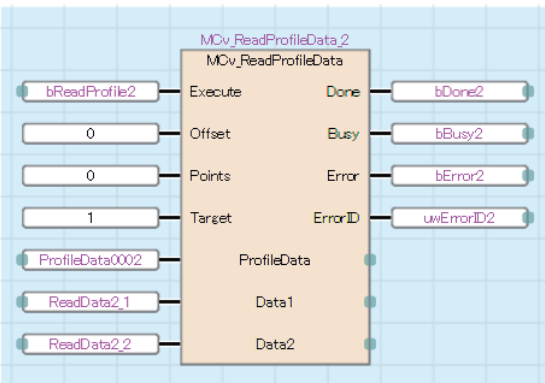 MCv_ReadProfileData_2
MCv_ReadProfileData
bReadProfile2 Execute Done bDone2
0 Offset Busy bBusy2
0 Points Error bError2
1 Target ErrorID uwErrorID2
ProfileData0002 ProfileData
ReadData2_1 Data1
ReadData2_2 Data2